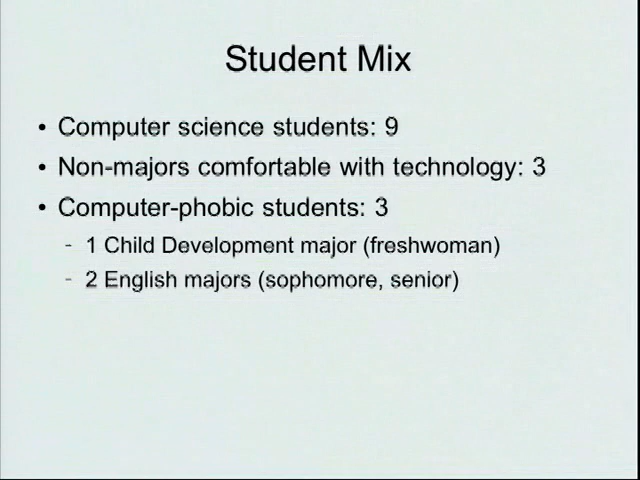 Student Mix
• Computer science students: 9
• Non-majors comfortable with technology: 3
• Computer-phobic students: 3
- 1 Child Development major (freshwoman)
- 2 English majors (sophomore, senior)